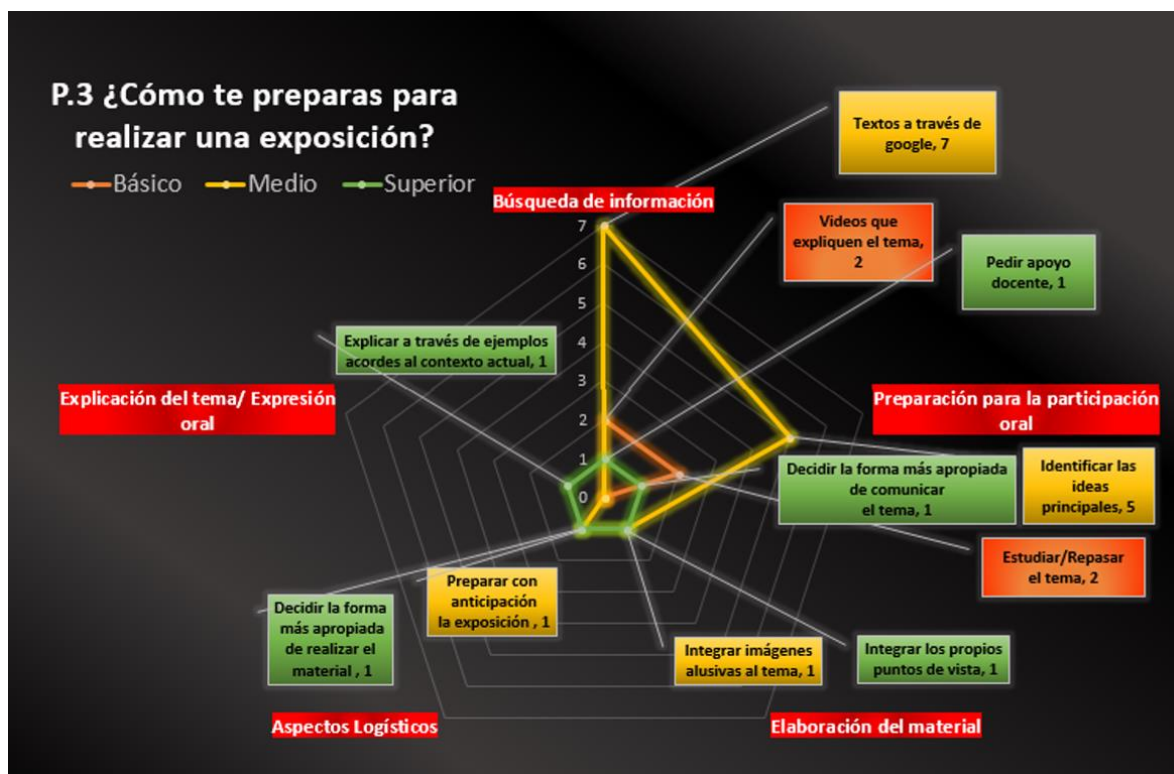 P.3 ¿Cómo te preparas para
realizar una exposición?
Básico Medio Superior
Textos a través de
google, 7
Búsqueda de información
Videos que
expliquen el tema,
2
Pedir apoyo
docente, 1
7
6
5
4
3
2
1
0
Explicar a través de ejemplos
acordes al contexto actual, 1
Explicación del tema/ Expresión
oral
Preparación para la participación
oral
Decidir la forma más apropiada
de comunicar
el tema, 1
Identificar las
ideas
principales, 5
Estudiar/Repasar
el tema, 2
Preparar con
anticipación
la exposición , 1
Decidir la forma
más apropiada
de realizar el
material , 1
Integrar imágenes
alusivas al tema, 1
Integrar los propios
puntos de vista, 1
Aspectos Logísticos
Elaboración del material